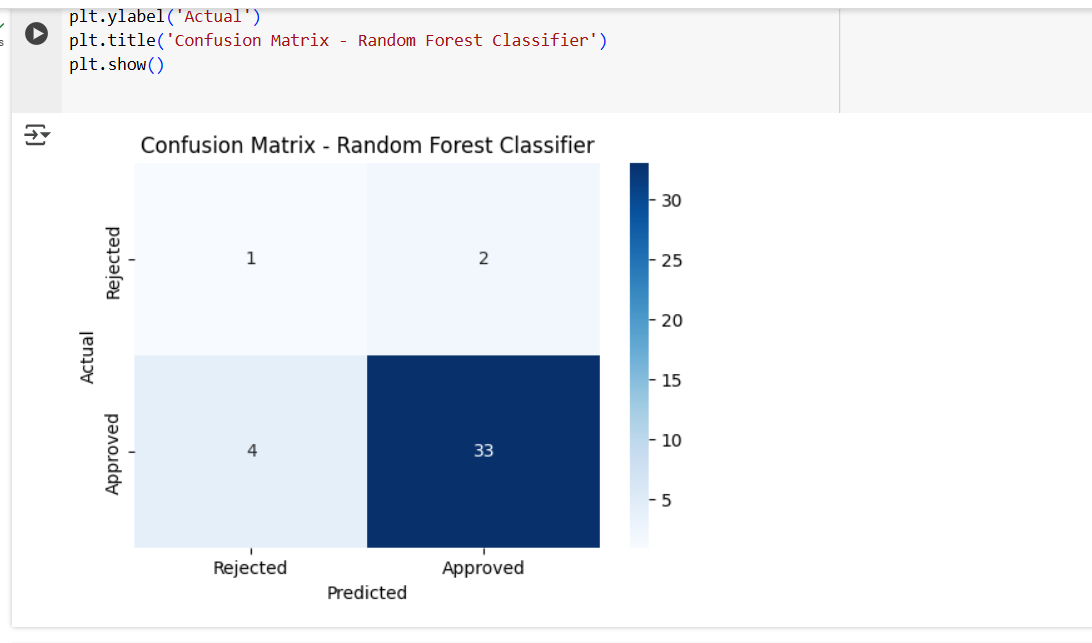 plt.ylabel('Actual')
plt.title('Confusion Matrix - Random Forest Classifier')
plt.show()
s
Confusion Matrix - Random Forest Classifier
Actual
Rejected
1
2
Approved
4
33
Rejected
Approved
Predicted
30
25
20
15
10
5